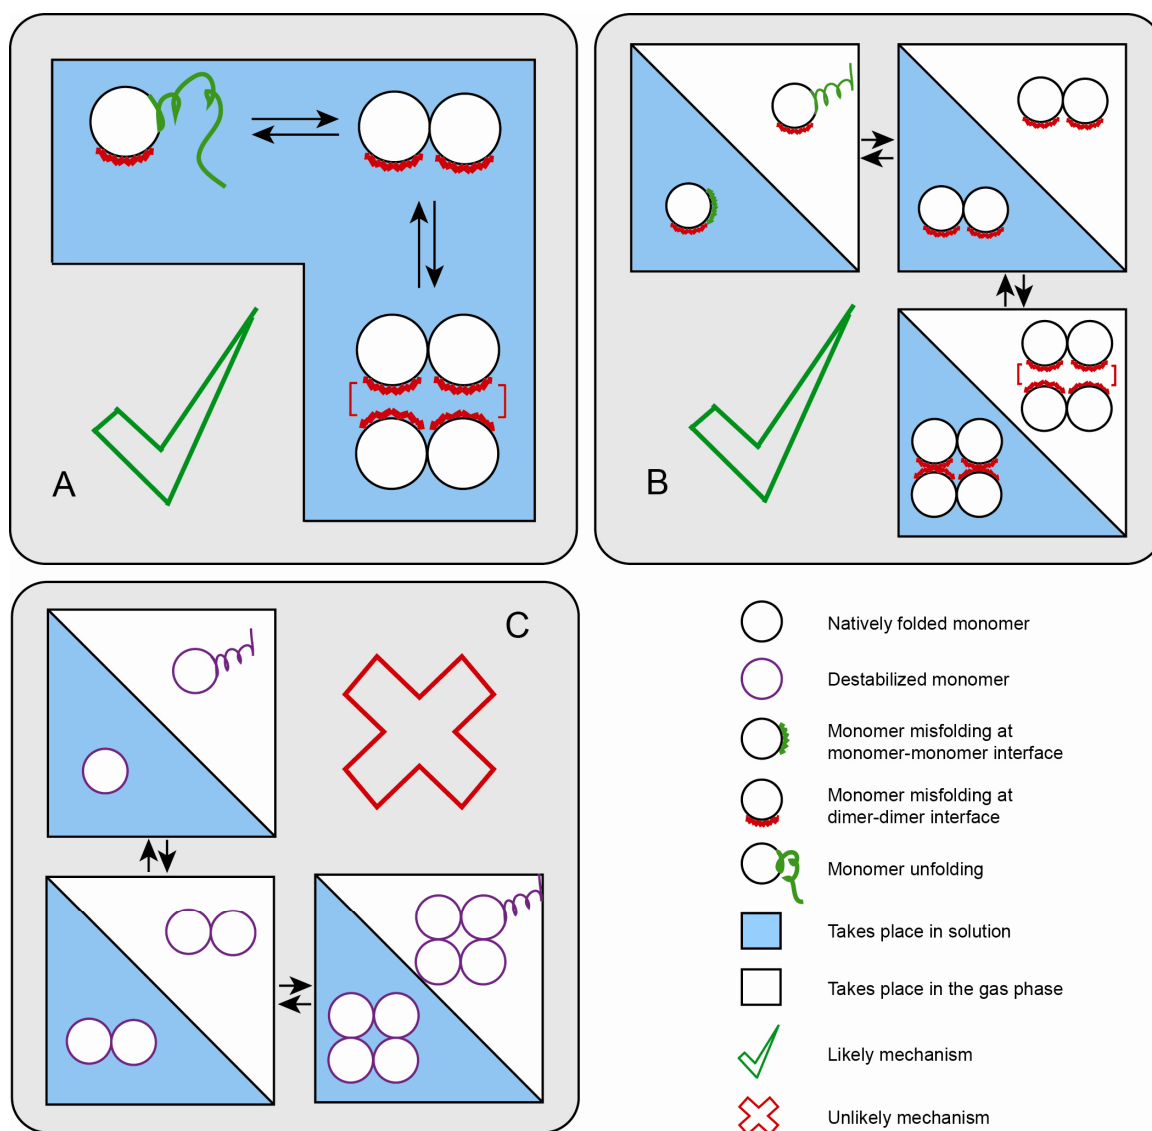 A
B
C
Natively folded monomer
Destabilized monomer
Monomer misfolding at
monomer-monomer interface
Monomer misfolding at
dimer-dimer interface
Monomer unfolding
Takes place in solution
Takes place in the gas phase
Likely mechanism
Unlikely mechanism